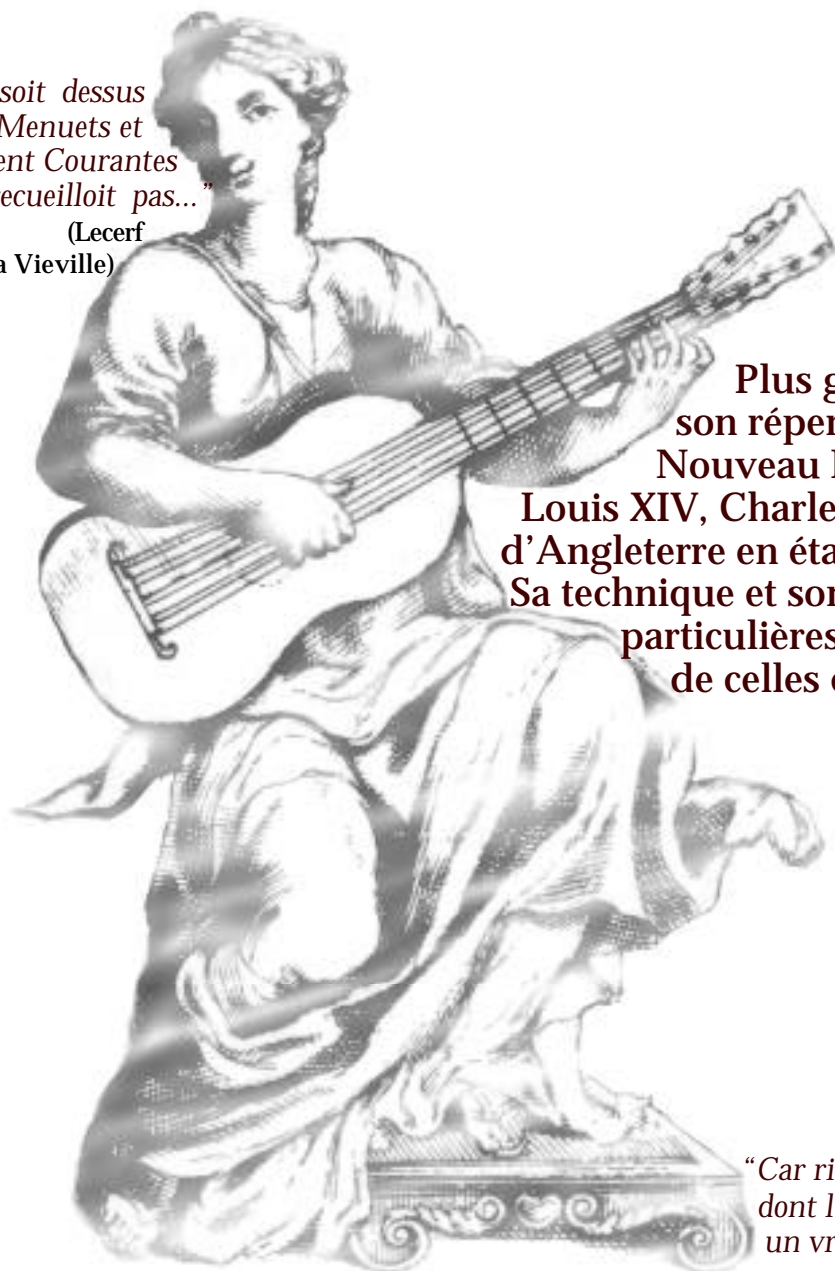 soit dessus
Menuets et
ent Courantes
recueilloit pas...”
(Lecerf
a Vieville)
Plus g
son réper
Nouveau
Louis XIV, Charle
d’Angleterre en éta
Sa technique et so
particulières
de celles
“Car ri
dont l
un vr